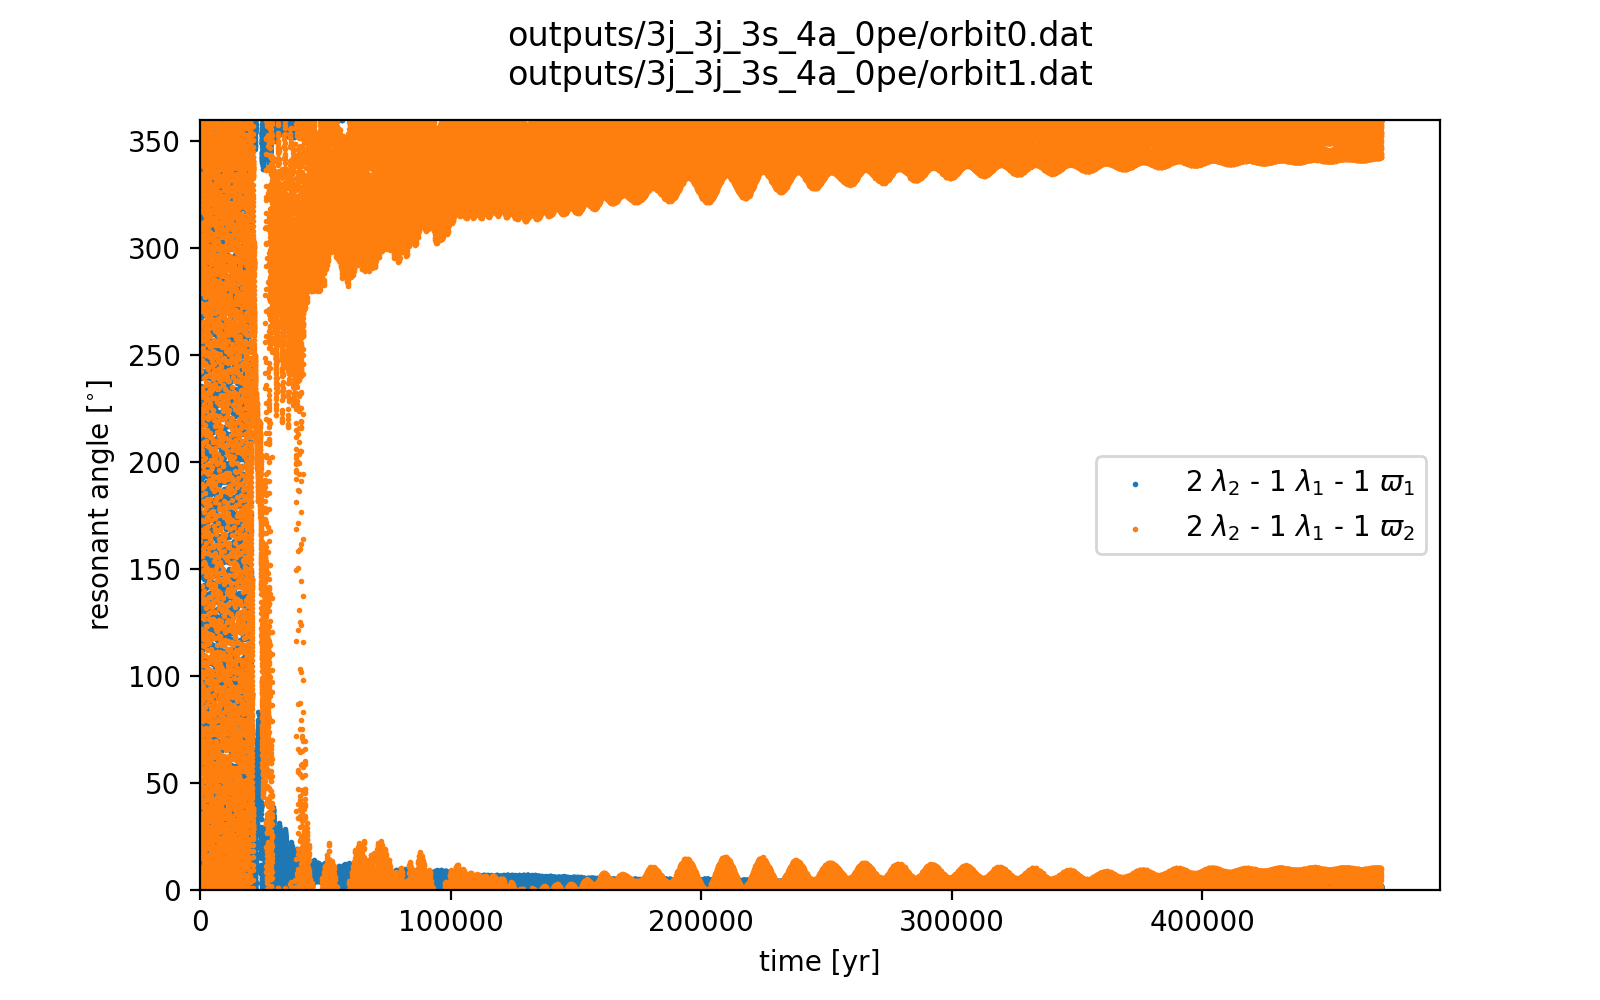 outputs/3j_3j_3s_4a_0pe/orbit0.dat
outputs/3j_3j_3s_4a_0pe/orbit1.dat
350
300
250
200
150
100
50
0
resonant angle [°]
2 λ₂ - 1 λ₁ - 1 ϖ₁
2 λ₂ - 1 λ₁ - 1 ϖ₂
0
100000
200000
300000
400000
time [yr]